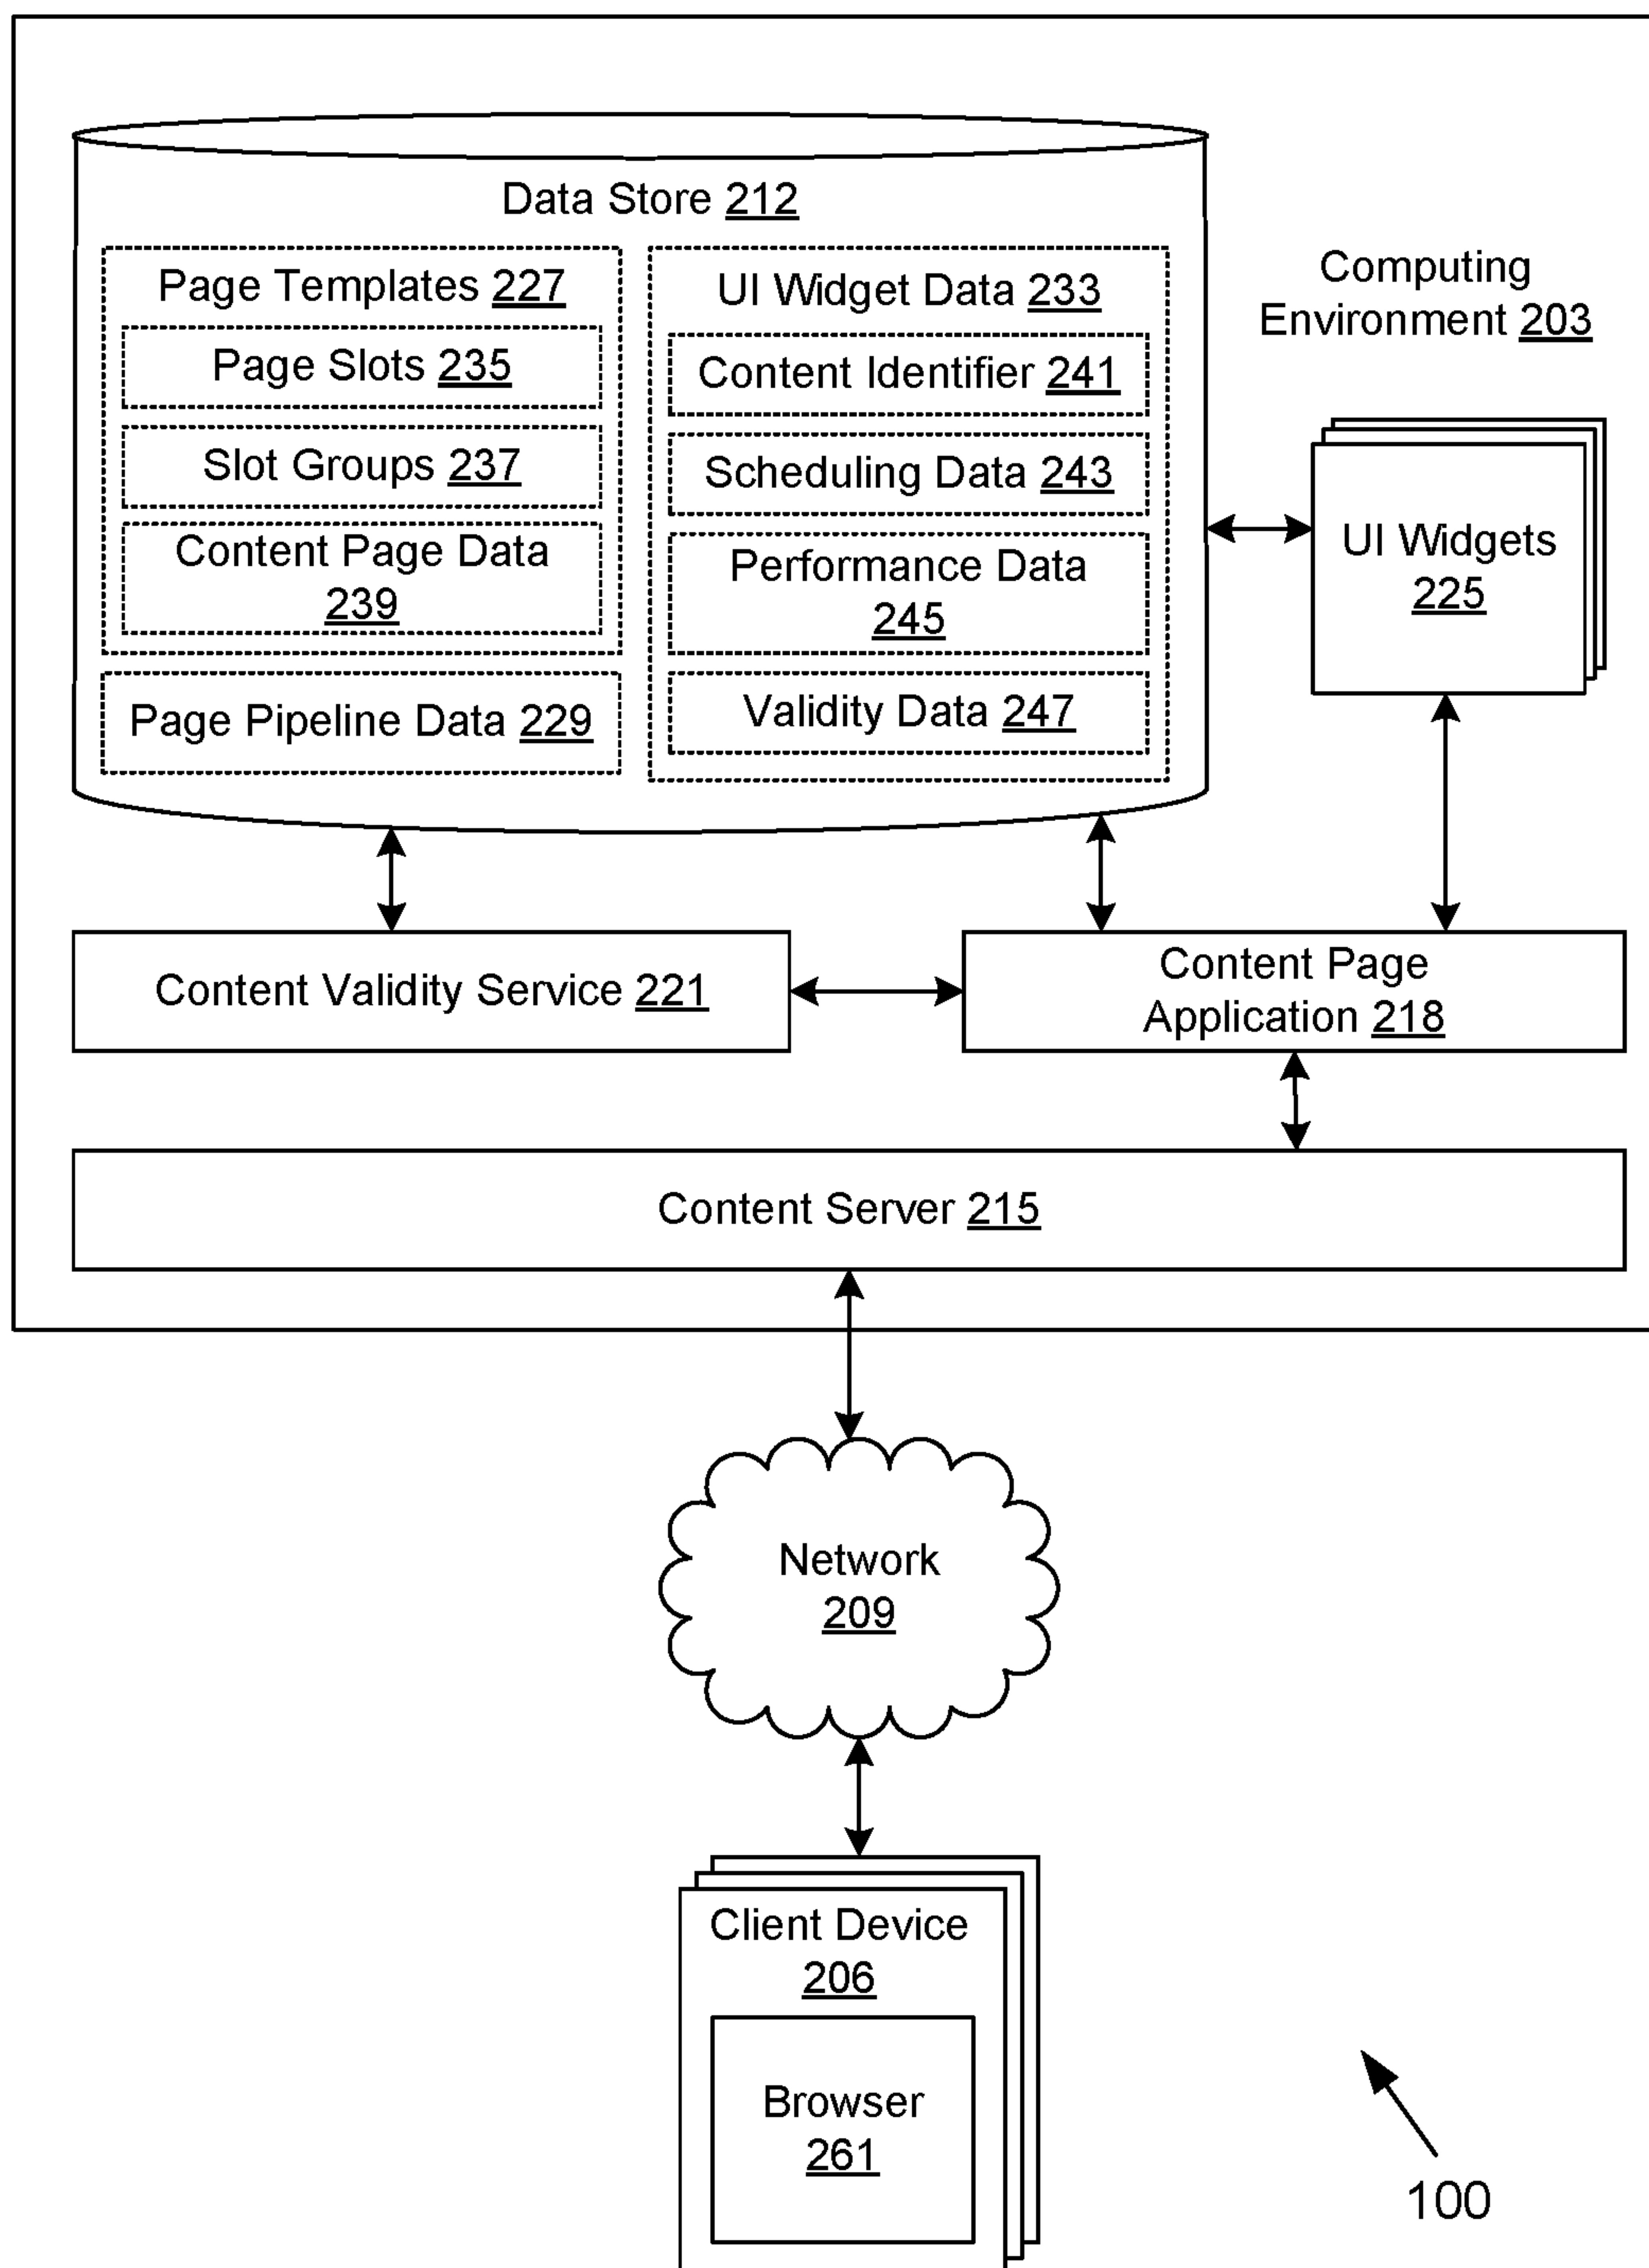 Data Store 212
Page Templates 227
Page Slots 235
Slot Groups 237
Content Page Data
239
Page Pipeline Data 229
UI Widget Data 233
Content Identifier 241
Scheduling Data 243
Performance Data
245
Validity Data 247
Computing
Environment 203
UI Widgets
225
Content Validity Service 221
Content Page
Application 218
Content Server 215
Network
209
Client Device
206
Browser
261
100